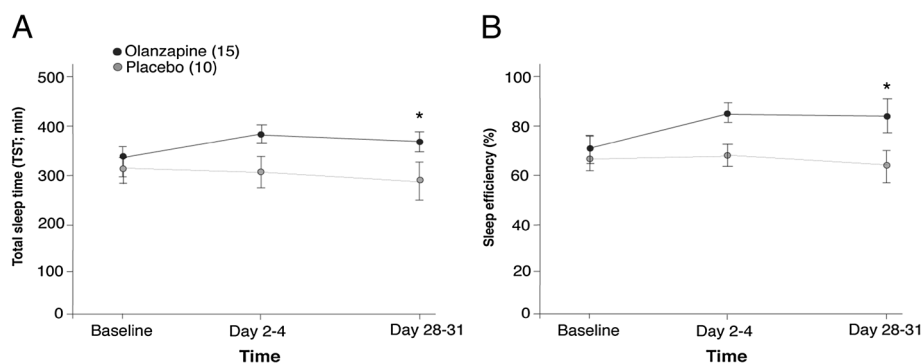 A
Olanzapine (15)
Placebo (10)
Total sleep time (TST; min)
500
400
300
200
100
0
*
Baseline
Day 2-4
Day 28-31
Time
B
Sleep efficiency (%)
100
80
60
40
20
0
*
Baseline
Day 2-4
Day 28-31
Time